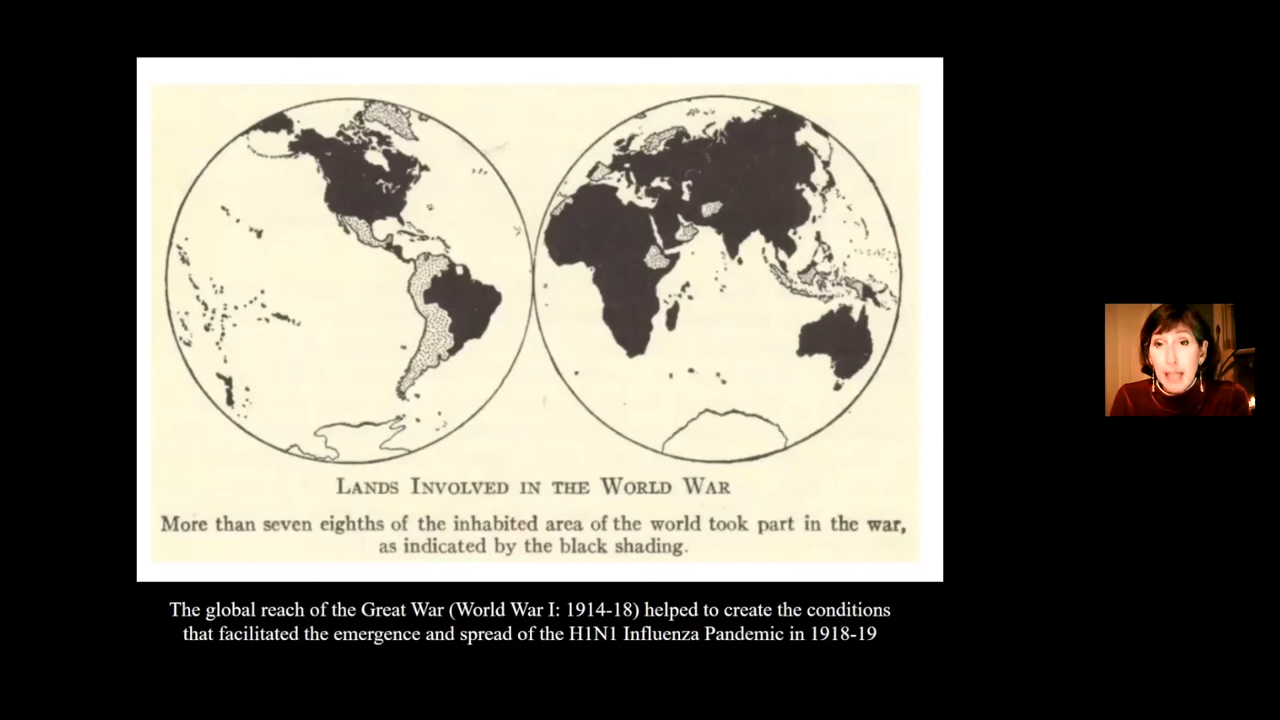 LANDS INVOLVED IN THE WORLD WAR
More than seven eighths of the inhabited area of the world took part in the war,
as indicated by the black shading.
The global reach of the Great War (World War I: 1914-18) helped to create the conditions
that facilitated the emergence and spread of the H1N1 Influenza Pandemic in 1918-19